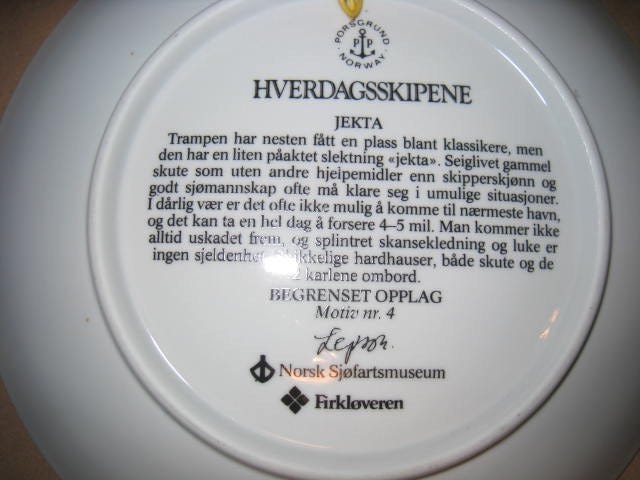 PORSGRUND
P P
NORWAY
HVERDAGSSKIPENE
JEKTA
Trampen har nesten fått en plass blant klassikere, men
den har en liten påaktet slektning «jekta». Seiglivet gammel
skute som uten andre hjelpemidler enn skipperskjønn og
godt sjømannskap ofte må klare seg i umulige situasjoner.
I dårlig vær er det ofte ikke mulig å komme til nærmeste havn,
og det kan ta en hel dag å forsere 4–5 mil. Man kommer ikke
alltid uskadet frem, og splintret skansekledning og luke er
ingen sjeldenhet. Skikkelige hardhauser, både skute og de
2 karlene ombord.
BEGRENSET OPPLAG
Motiv nr. 4
Norsk Sjøfartsmuseum
Firkløveren